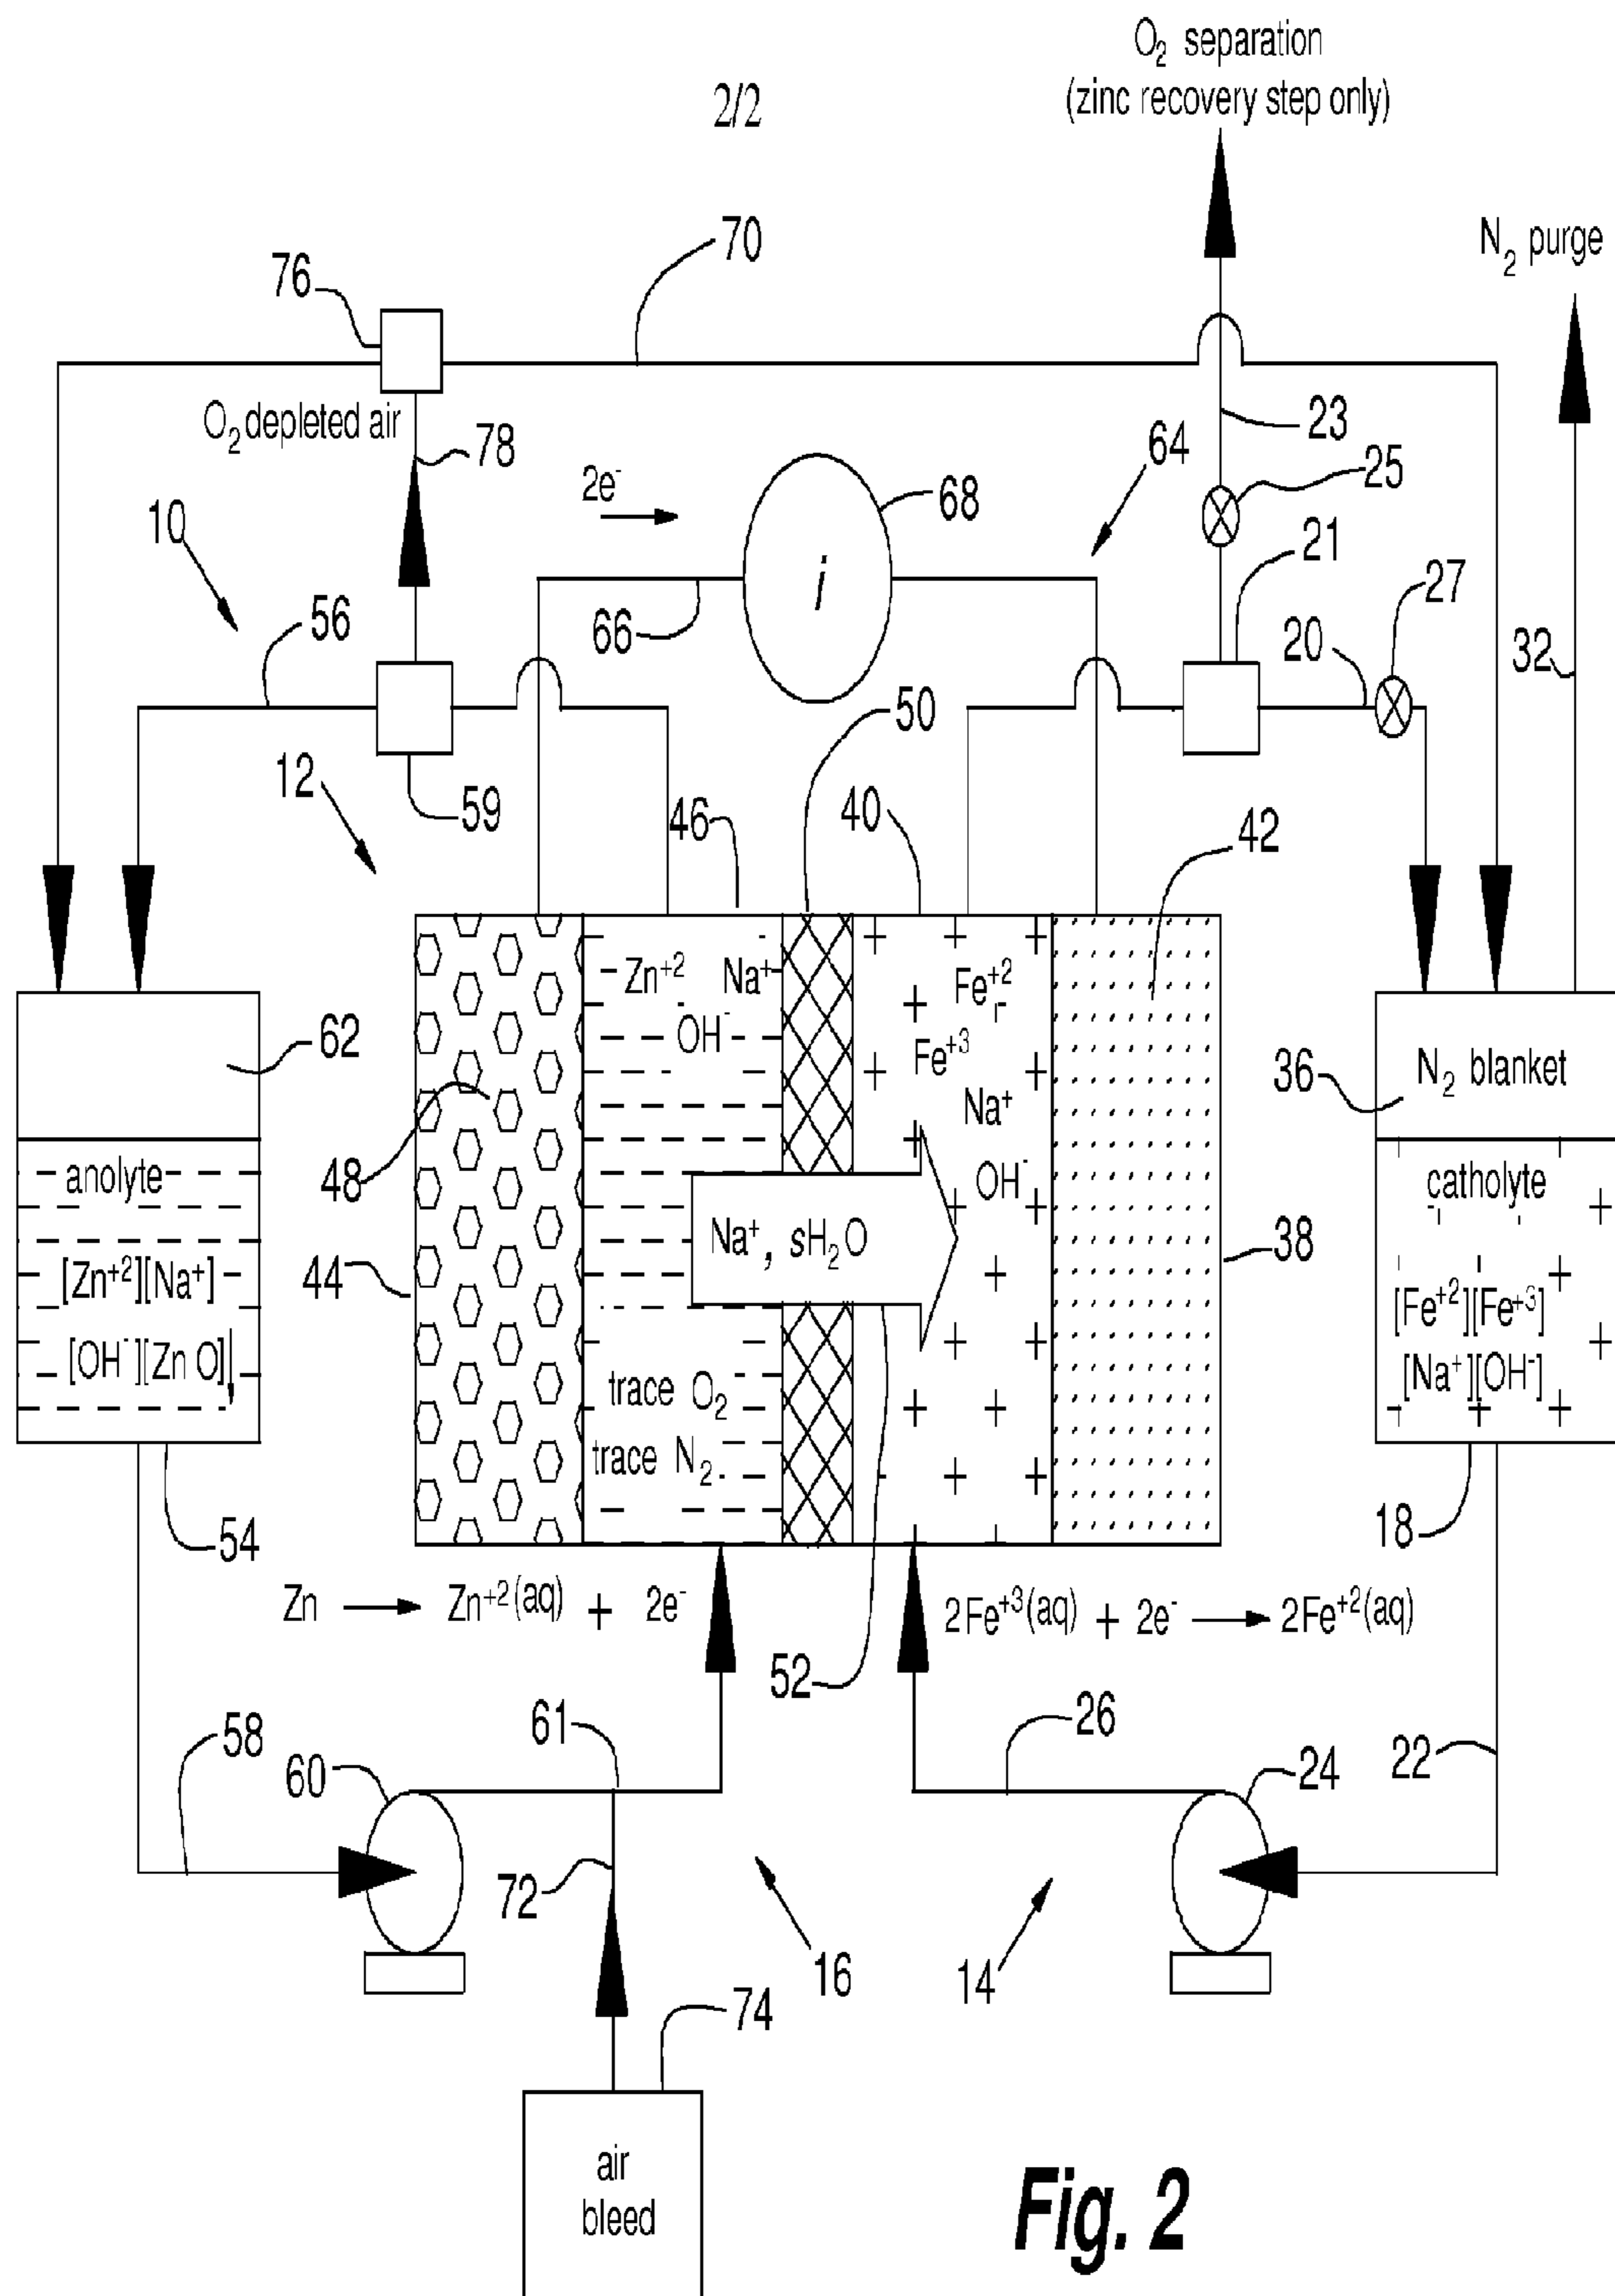 O₂ separation
(zinc recovery step only)
2/2
N₂ purge
70
76
O₂ depleted air
78
23
64
25
2e⁻
68
10
i
21
27
56
66
20
32
50
12
59
46
40
42
Zn⁺² Na⁺
OH⁻
Fe⁺²
Fe⁺³
Na⁺
OH⁻
62
36
N₂ blanket
48
anolyte
catholyte
Na⁺, sH₂O
44
38
[Zn⁺²][Na⁺]
[OH⁻][Zn O]↓
[Fe⁺²][Fe⁺³]
[Na⁺][OH⁻]
trace O₂
trace N₂
54
18
Zn → Zn⁺²(aq) + 2e⁻
2Fe⁺³(aq) + 2e⁻ → 2Fe⁺²(aq)
52
58
60
61
26
24
22
72
16
14
74
air
bleed
Fig. 2